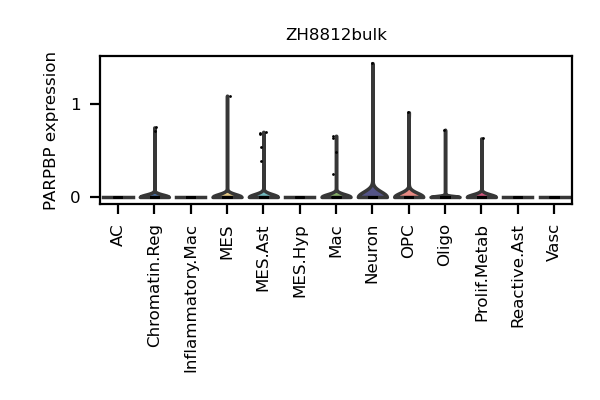 ZH8812bulk
PARPBP expression
1
0
AC
Chromatin.Reg
Inflammatory.Mac
MES
MES.Ast
MES.Hyp
Mac
Neuron
OPC
Oligo
Prolif.Metab
Reactive.Ast
Vasc